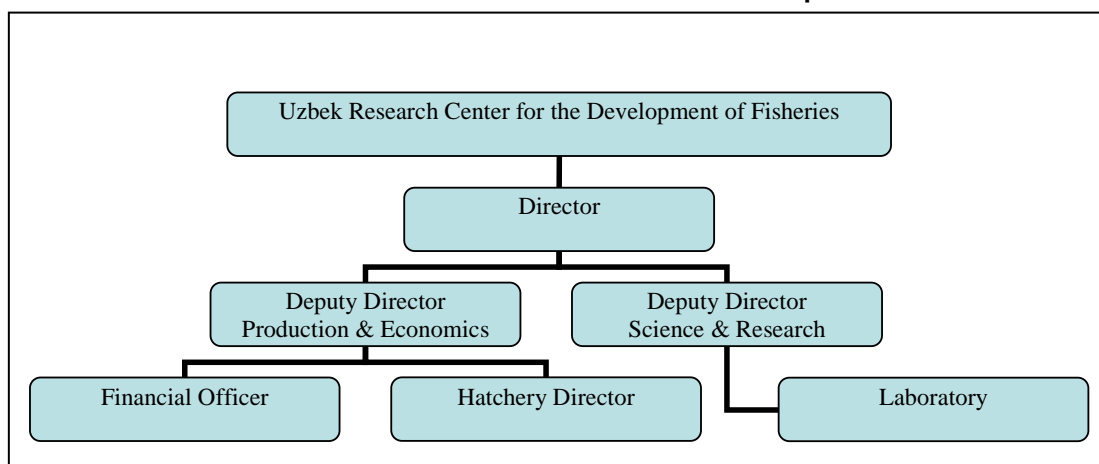 Uzbek Research Center for the Development of Fisheries
Director
Deputy Director
Production & Economics
Deputy Director
Science & Research
Financial Officer
Hatchery Director
Laboratory